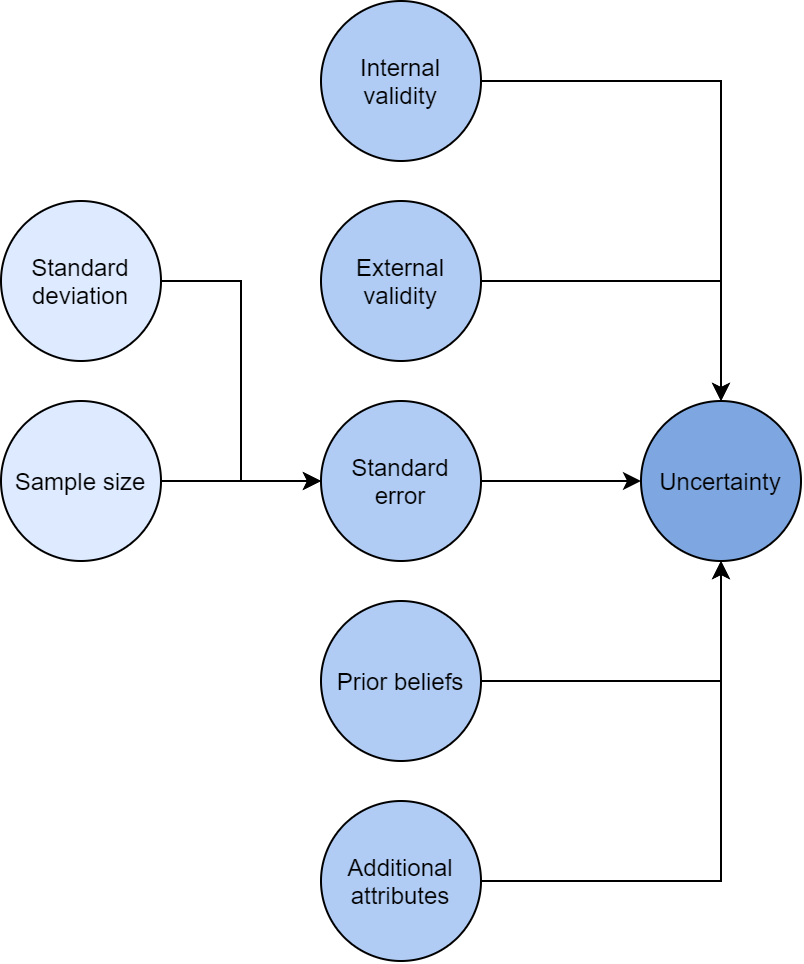 Internal
validity
External
validity
Standard
deviation
Sample size
Standard
error
Uncertainty
Prior beliefs
Additional
attributes